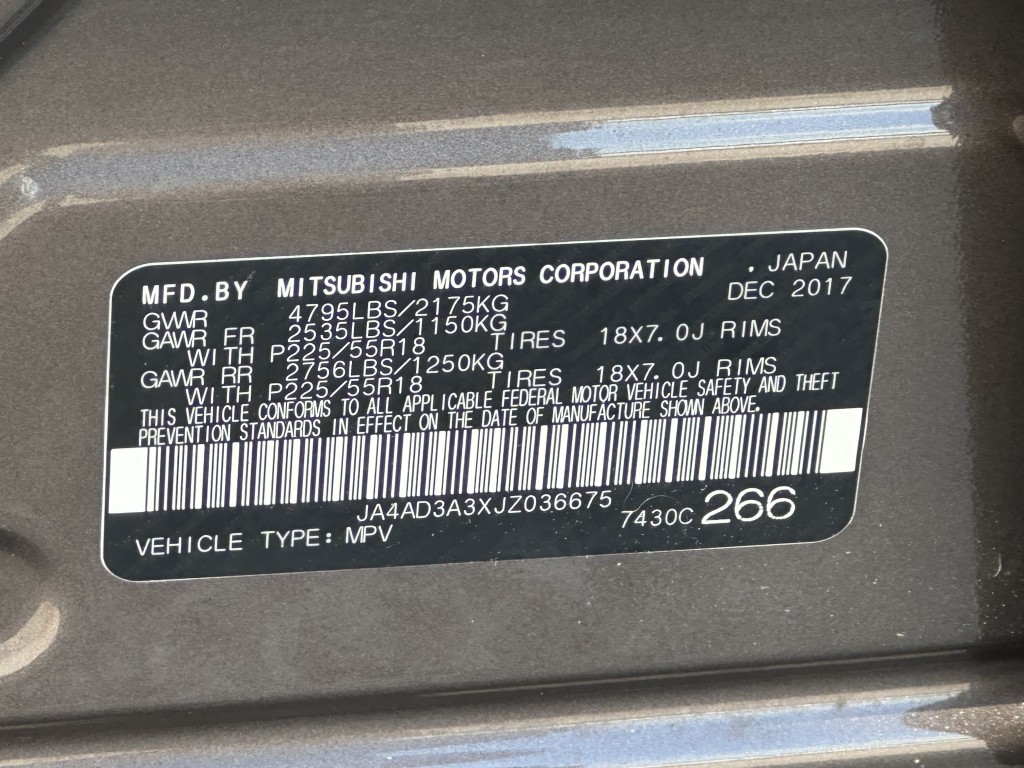 MFD.BY MITSUBISHI MOTORS CORPORATION . JAPAN
GVWR 4795LBS/2175KG DEC 2017
GAWR FR 2535LBS/1150KG
WITH P225/55R18 TIRES 18X7.0J RIMS
GAWR RR 2756LBS/1250KG
WITH P225/55R18 TIRES 18X7.0J RIMS
THIS VEHICLE CONFORMS TO ALL APPLICABLE FEDERAL MOTOR VEHICLE SAFETY AND THEFT
PREVENTION STANDARDS IN EFFECT ON THE DATE OF MANUFACTURE SHOWN ABOVE.
JA4AD3A3XJZ036675 7430C 266
VEHICLE TYPE: MPV